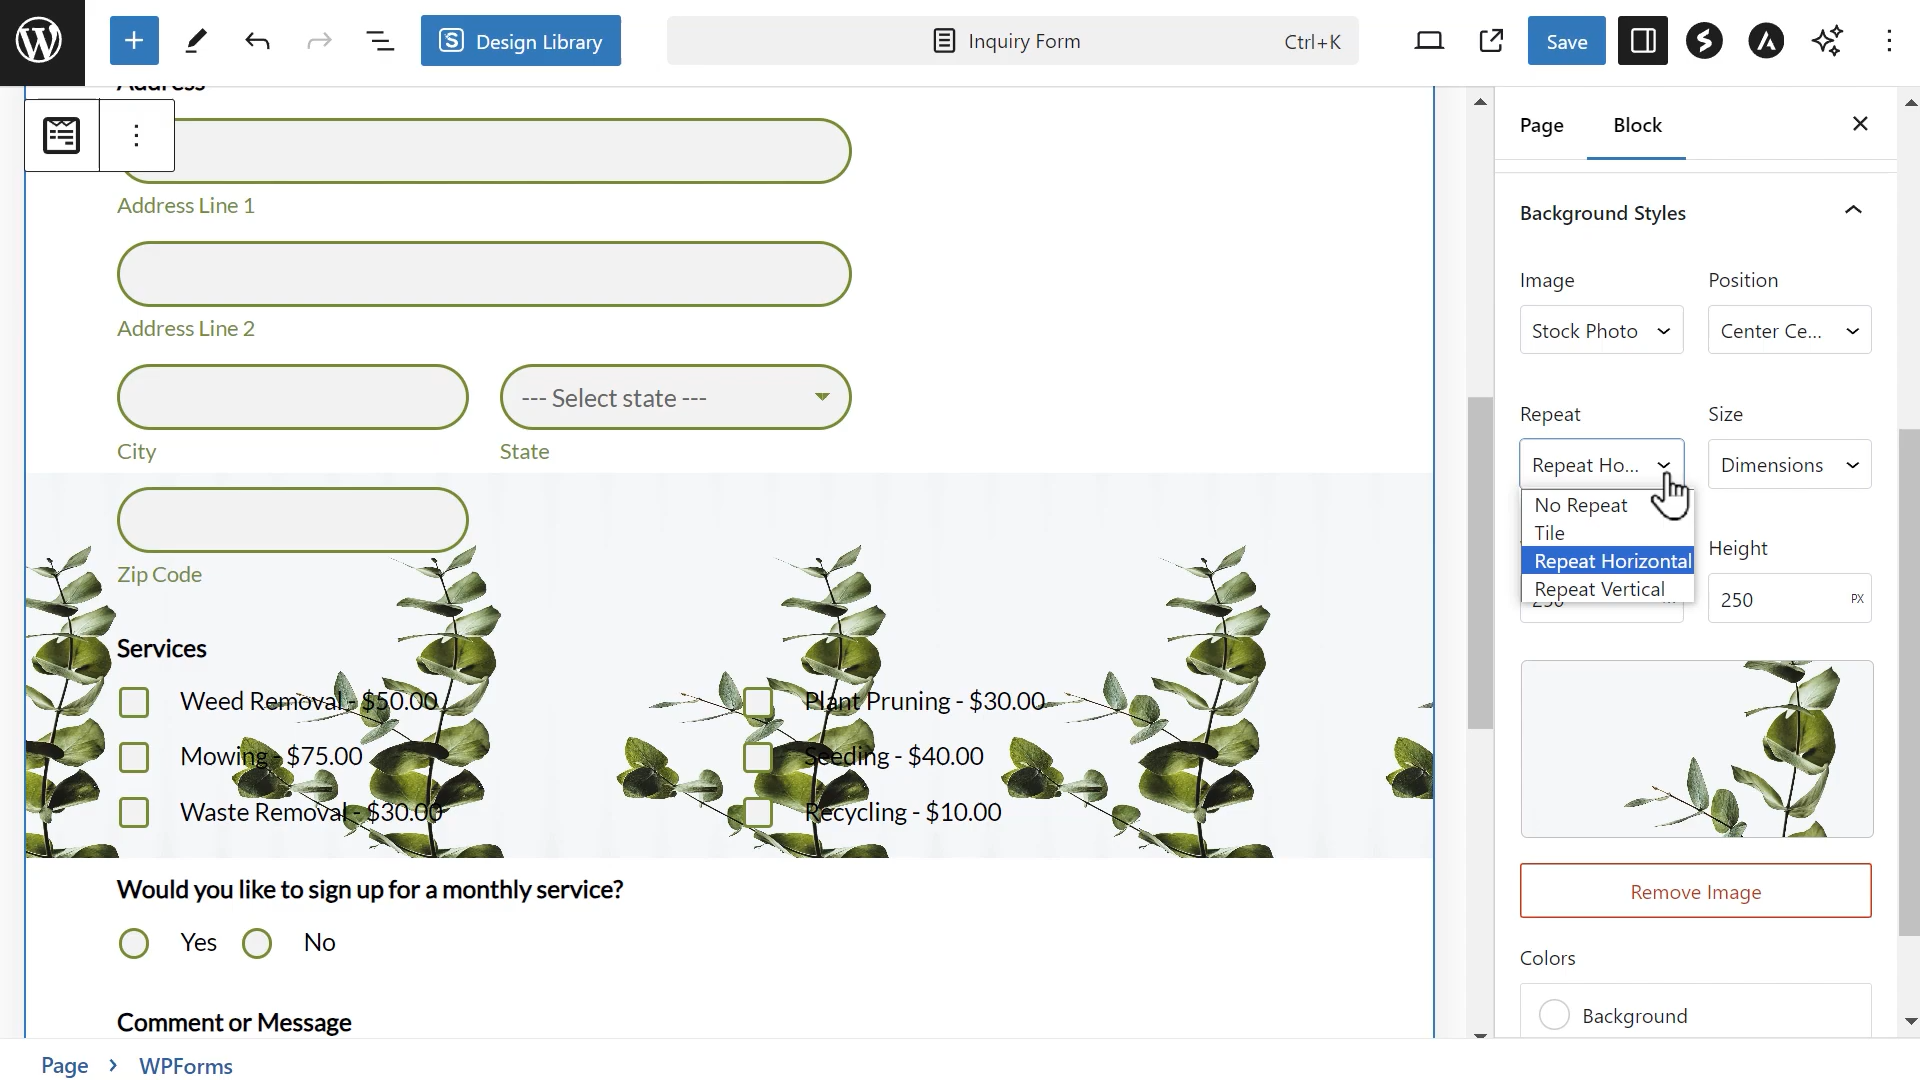 Design Library
Inquiry Form
Ctrl+K
Save
Address
Address Line 1
Address Line 2
--- Select state ---
City
State
Zip Code
Services
Weed Removal - $50.00
Plant Pruning - $30.00
Mowing - $75.00
Seeding - $40.00
Waste Removal - $30.00
Recycling - $10.00
Would you like to sign up for a monthly service?
Yes
No
Comment or Message
Page
Block
Background Styles
Image
Position
Stock Photo
Center Ce...
Repeat
Size
Repeat Ho...
Dimensions
No Repeat
Tile
Repeat Horizontal
Repeat Vertical
Height
250
250
PX
Remove Image
Colors
Background
Page
WPForms